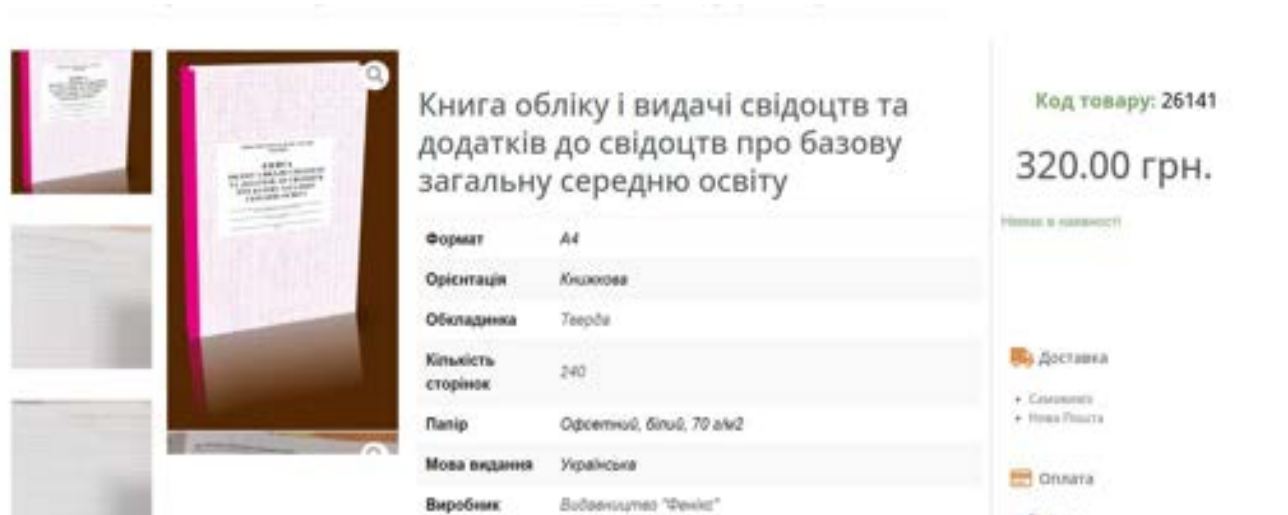 Книга обліку і видачі свідоцтв та
додатків до свідоцтв про базову
загальну середню освіту
Формат А4
Орієнтація Книжкова
Обкладинка Тверда
Кількість
сторінок 240
Папір Офсетний, білий, 70 г/м2
Мова видання Українська
Виробник Видавництво "Фенікс"
Код товару: 26141
320.00 грн.
Немає в наявності
Доставка
Самовивіз
Нова Пошта
Оплата